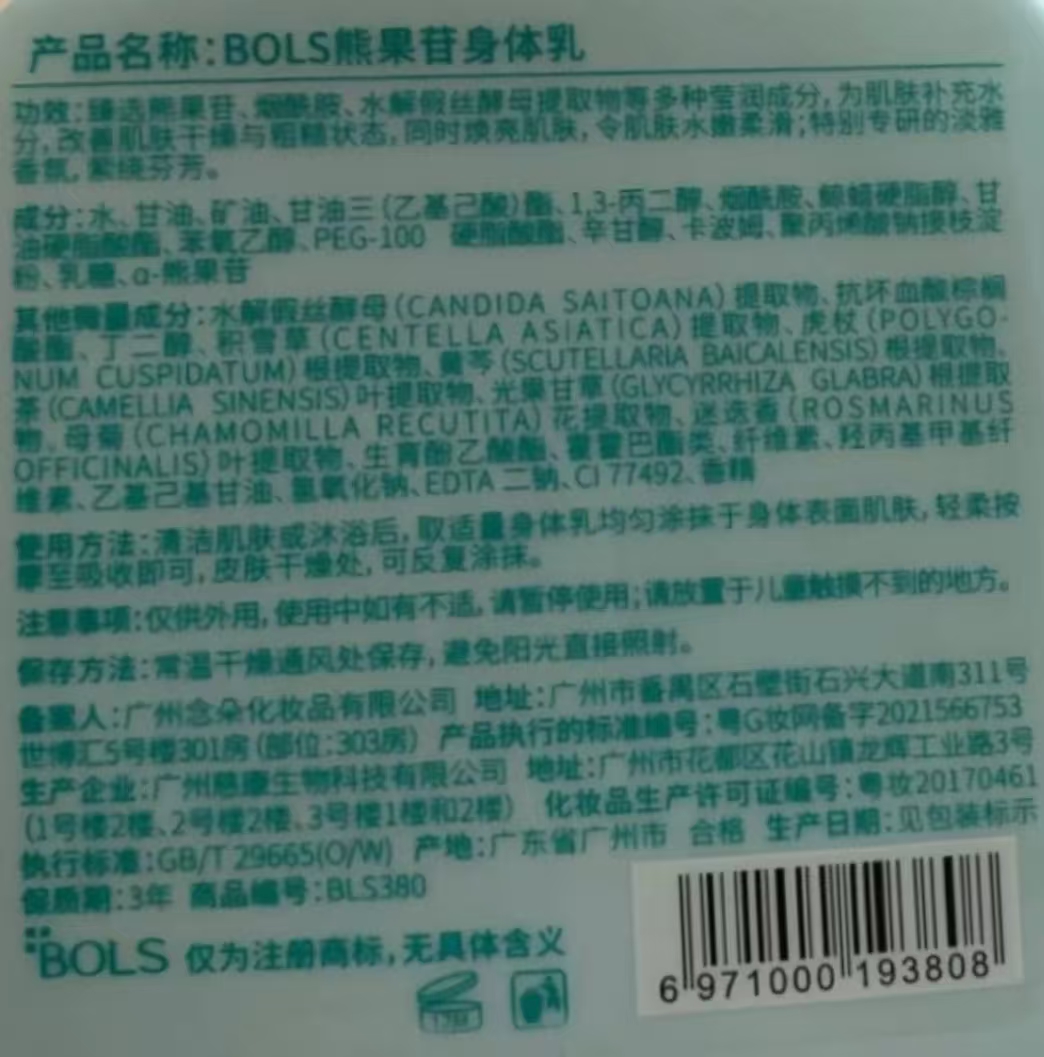 产品名称:BOLS熊果苷身体乳
功效:臻选熊果苷、烟酰胺、水解假丝酵母提取物等多种莹润成分,为肌肤补充水
分,改善肌肤干燥与粗糙状态,同时焕亮肌肤,令肌肤水嫩柔滑;特别专研的淡雅
香氛,萦绕芬芳。
成分:水、甘油、矿油、甘油三(乙基己酸)酯、1,3-丙二醇、烟酰胺、鲸蜡硬脂醇、甘
油硬脂酸酯、苯氧乙醇、PEG-100 硬脂酸酯、辛甘醇、卡波姆、聚丙烯酸钠接枝淀
粉、乳糖、α-熊果苷
其他微量成分:水解假丝酵母(CANDIDA SAITOANA)提取物、抗坏血酸棕榈
酸酯、丁二醇、积雪草(CENTELLA ASIATICA)提取物、虎杖(POLYGO-
NUM CUSPIDATUM)根提取物、黄芩(SCUTELLARIA BAICALENSIS)根提取物、
茶(CAMELLIA SINENSIS)叶提取物、光果甘草(GLYCYRRHIZA GLABRA)根提取
物、母菊(CHAMOMILLA RECUTITA)花提取物、迷迭香(ROSMARINUS
OFFICINALIS)叶提取物、生育酚乙酸酯、霍霍巴酯类、纤维素、羟丙基甲基纤
维素、乙基己基甘油、氢氧化钠、EDTA 二钠、CI 77492、香精
使用方法:清洁肌肤或沐浴后,取适量身体乳均匀涂抹于身体表面肌肤,轻柔按
摩至吸收即可,皮肤干燥处,可反复涂抹。
注意事项:仅供外用,使用中如有不适,请暂停使用;请放置于儿童触摸不到的地方。
保存方法:常温干燥通风处保存,避免阳光直接照射。
备案人:广州念朵化妆品有限公司 地址:广州市番禺区石壁街石兴大道南311号
世博汇5号楼301房(部位:303房) 产品执行的标准编号:粤G妆网备字2021566753
生产企业:广州懋康生物科技有限公司 地址:广州市花都区花山镇龙辉工业路3号
(1号楼2楼、2号楼2楼、3号楼1楼和2楼) 化妆品生产许可证编号:粤妆20170461
执行标准:GB/T 29665(O/W) 产地:广东省广州市 合格 生产日期:见包装标示
保质期:3年 商品编号:BLS380
BOLS 仅为注册商标,无具体含义
6 971000 193808